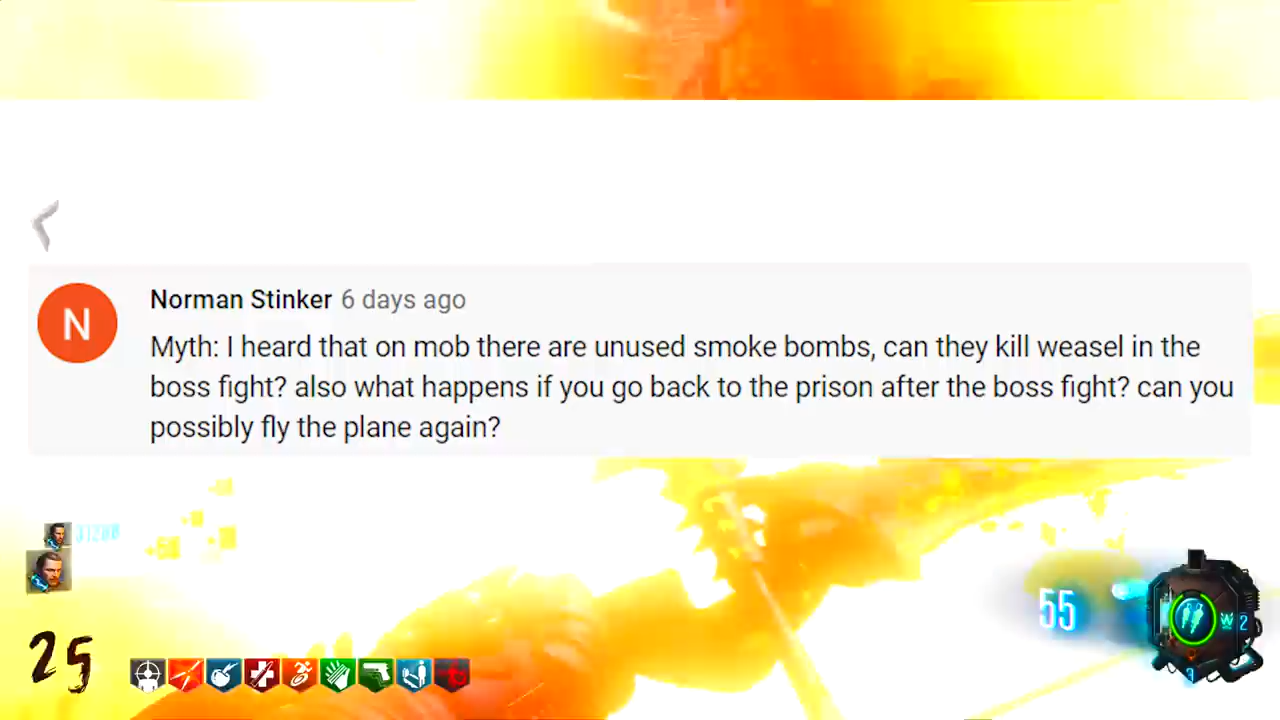 N
Norman Stinker 6 days ago
Myth: I heard that on mob there are unused smoke bombs, can they kill weasel in the
boss fight? also what happens if you go back to the prison after the boss fight? can you
possibly fly the plane again?
25
55
2
3